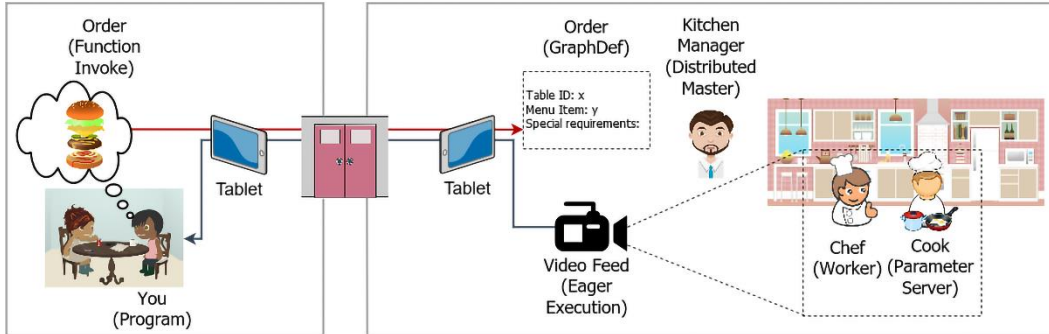 Order
(Function
Invoke)
Tablet
You
(Program)
Order
(GraphDef)
Table ID: x
Menu Item: y
Special requirements:
Tablet
Kitchen
Manager
(Distributed
Master)
Video Feed
(Eager
Execution)
Chef
(Worker)
Cook
(Parameter
Server)